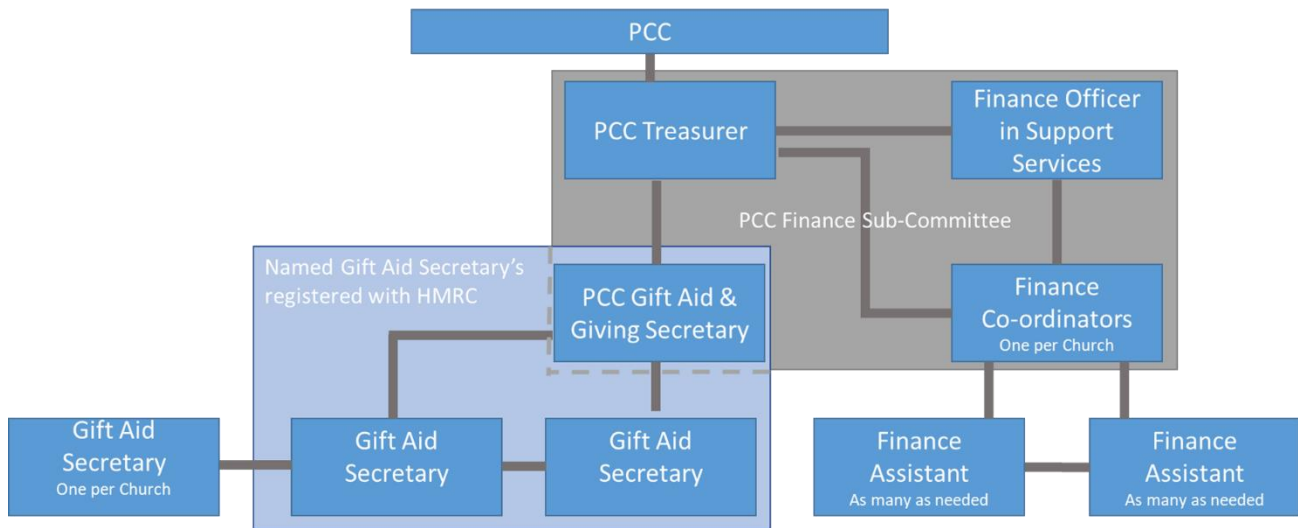 PCC
PCC Treasurer
Finance Officer
in Support
Services
PCC Finance Sub-Committee
Named Gift Aid Secretary's
registered with HMRC
PCC Gift Aid &
Giving Secretary
Finance
Co-ordinators
One per Church
Gift Aid
Secretary
One per Church
Gift Aid
Secretary
Gift Aid
Secretary
Finance
Assistant
As many as needed
Finance
Assistant
As many as needed